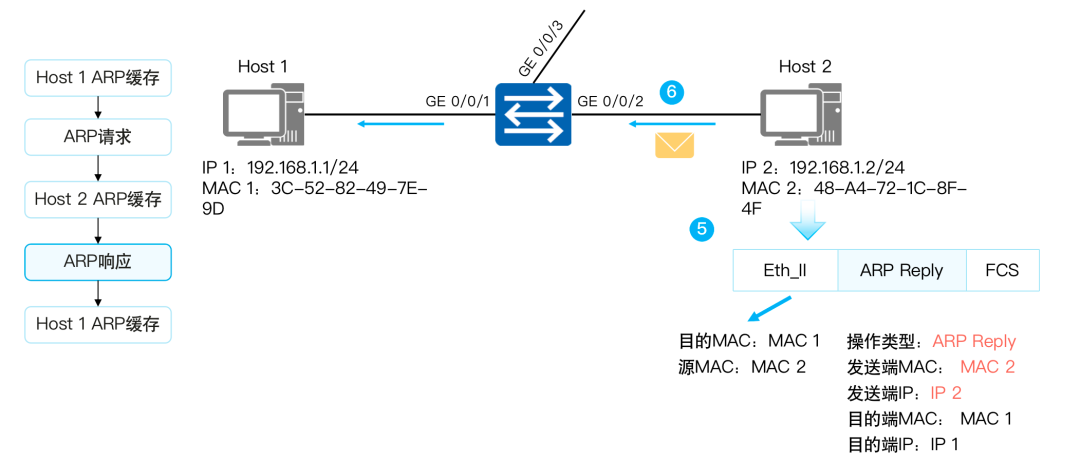 Host 1 ARP缓存
ARP请求
Host 2 ARP缓存
ARP响应
Host 1 ARP缓存
Host 1
GE 0/0/3
Host 2
GE 0/0/1
GE 0/0/2
6
IP 1：192.168.1.1/24
MAC 1：3C-52-82-49-7E-
9D
IP 2：192.168.1.2/24
MAC 2：48-A4-72-1C-8F-
4F
5
Eth_II
ARP Reply
FCS
目的MAC：MAC 1
源MAC：MAC 2
操作类型：ARP Reply
发送端MAC： MAC 2
发送端IP：IP 2
目的端MAC： MAC 1
目的端IP：IP 1